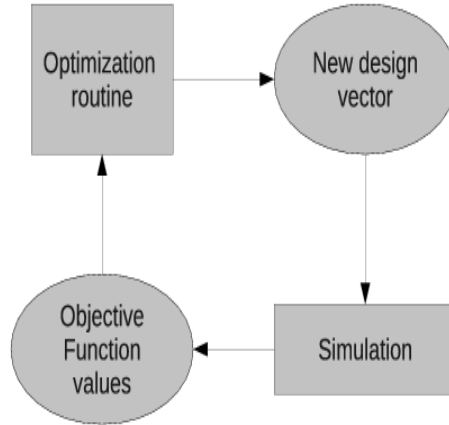 Optimization
routine
New design
vector
Objective
Function
values
Simulation